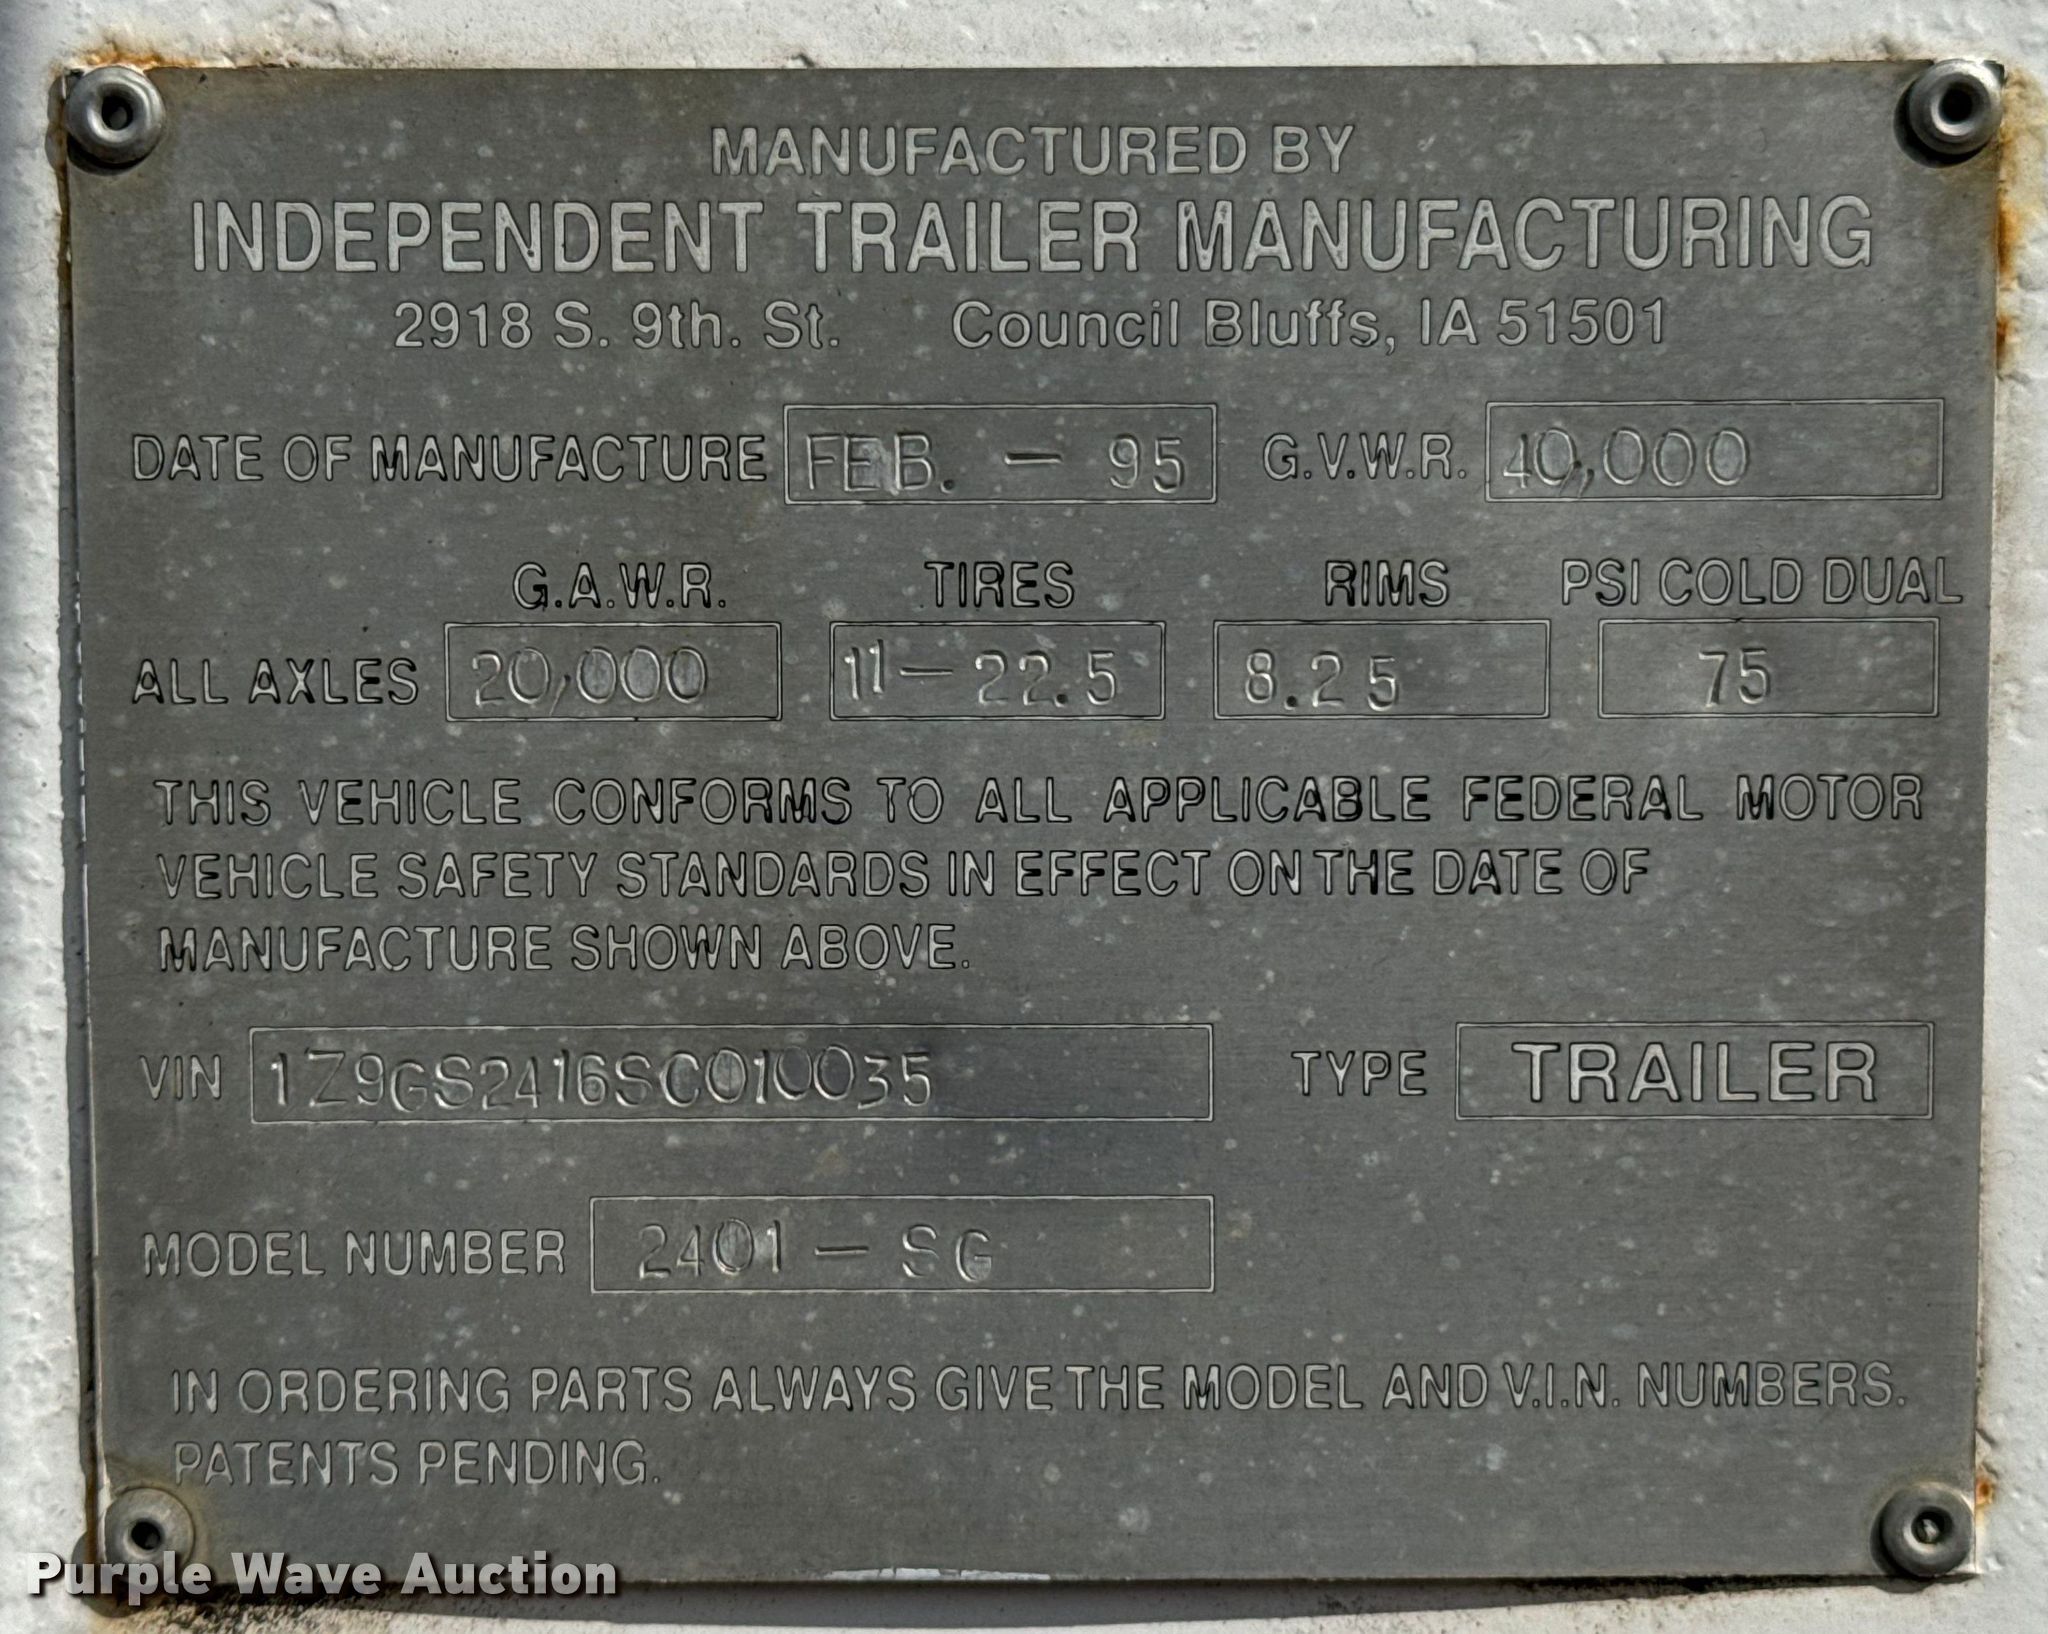 MANUFACTURED BY
INDEPENDENT TRAILER MANUFACTURING
2918 S. 9th. St. Council Bluffs, IA 51501
DATE OF MANUFACTURE FEB. - 95 G.V.W.R. 40,000
G.A.W.R. TIRES RIMS PSI COLD DUAL
ALL AXLES 20,000 11-22.5 8.25 75
THIS VEHICLE CONFORMS TO ALL APPLICABLE FEDERAL MOTOR
VEHICLE SAFETY STANDARDS IN EFFECT ON THE DATE OF
MANUFACTURE SHOWN ABOVE.
VIN 1Z9GS2416SC010035 TYPE TRAILER
MODEL NUMBER 2401-SG
IN ORDERING PARTS ALWAYS GIVE THE MODEL AND V.I.N. NUMBERS.
PATENTS PENDING.
Purple Wave Auction